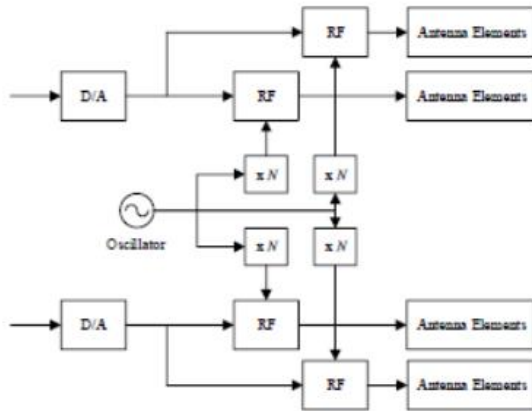 RF
Antenna Elements
D/A
RF
Antenna Elements
x N
x N
Oscillator
x N
x N
D/A
RF
Antenna Elements
RF
Antenna Elements